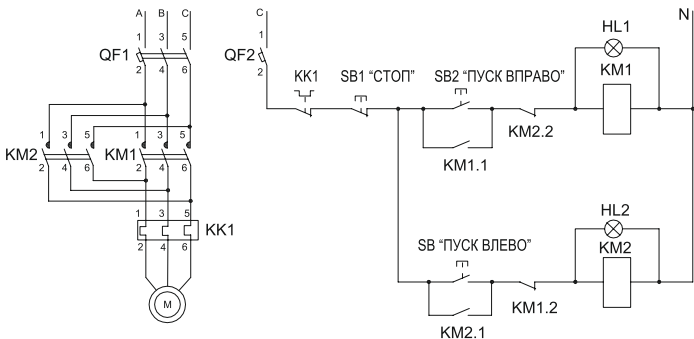 A B C
1 3 5
QF1
2 4 6
1 3 5 1 3 5
KM2 KM1
2 4 6 2 4 6
1 3 5
KK1
2 4 6
M
C
1
QF2
2
KK1
SB1 “СТОП”
SB2 “ПУСК ВПРАВО”
KM1.1
KM2.2
HL1
KM1
N
SB “ПУСК ВЛЕВО”
KM2.1
KM1.2
HL2
KM2